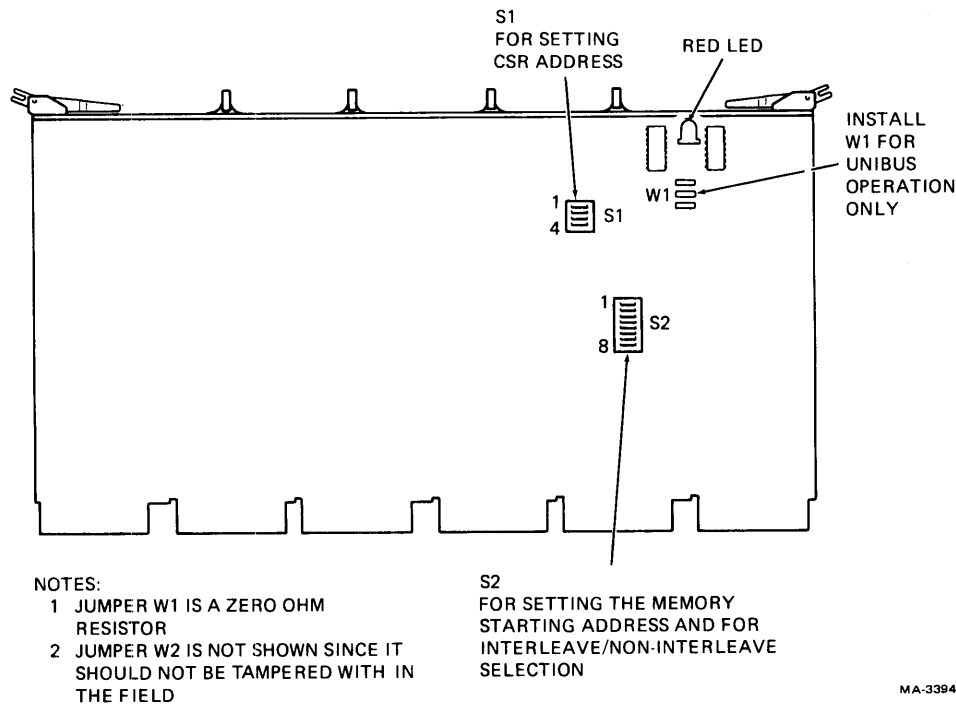 S1
FOR SETTING
CSR ADDRESS
RED LED
INSTALL
W1 FOR
UNIBUS
OPERATION
ONLY
W1
1
4
S1
1
8
S2
NOTES:
1 JUMPER W1 IS A ZERO OHM
RESISTOR
2 JUMPER W2 IS NOT SHOWN SINCE IT
SHOULD NOT BE TAMPERED WITH IN
THE FIELD
S2
FOR SETTING THE MEMORY
STARTING ADDRESS AND FOR
INTERLEAVE/NON-INTERLEAVE
SELECTION
MA-3394